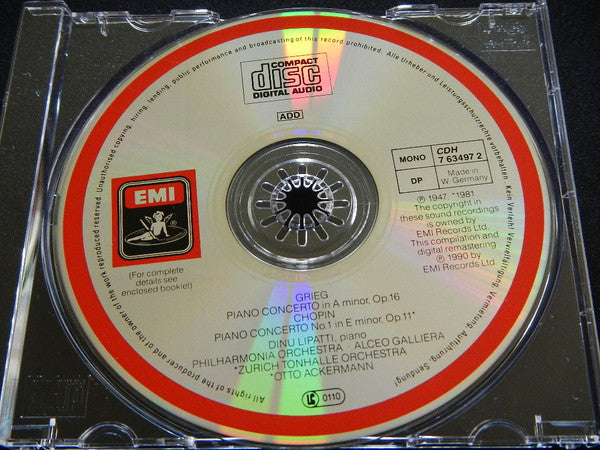 All rights of the producer and of the owner of the work reproduced reserved. Unauthorised copying, hiring, lending, public performance and broadcasting of this record prohibited. Alle Urheber-und Leistungsschutzrechte vorbehalten. Kein Verleih! Vervielfältigung, Vermietung, Aufführung, Sendung!
COMPACT
disc
DIGITAL AUDIO
ADD
MONO
CDH
7 63497 2
DP
Made in
W. Germany
EMI
(For complete
details see
enclosed booklet)
℗ 1947, *1981
The copyright in
these sound recordings
is owned by
EMI Records Ltd.
This compilation and
digital remastering
℗ 1990 by
EMI Records Ltd.
GRIEG
PIANO CONCERTO in A minor, Op.16
CHOPIN
PIANO CONCERTO No.1 in E minor, Op.11*
DINU LIPATTI, piano
PHILHARMONIA ORCHESTRA · ALCEO GALLIERA
*ZURICH TONHALLE ORCHESTRA
*OTTO ACKERMANN
LC 0110